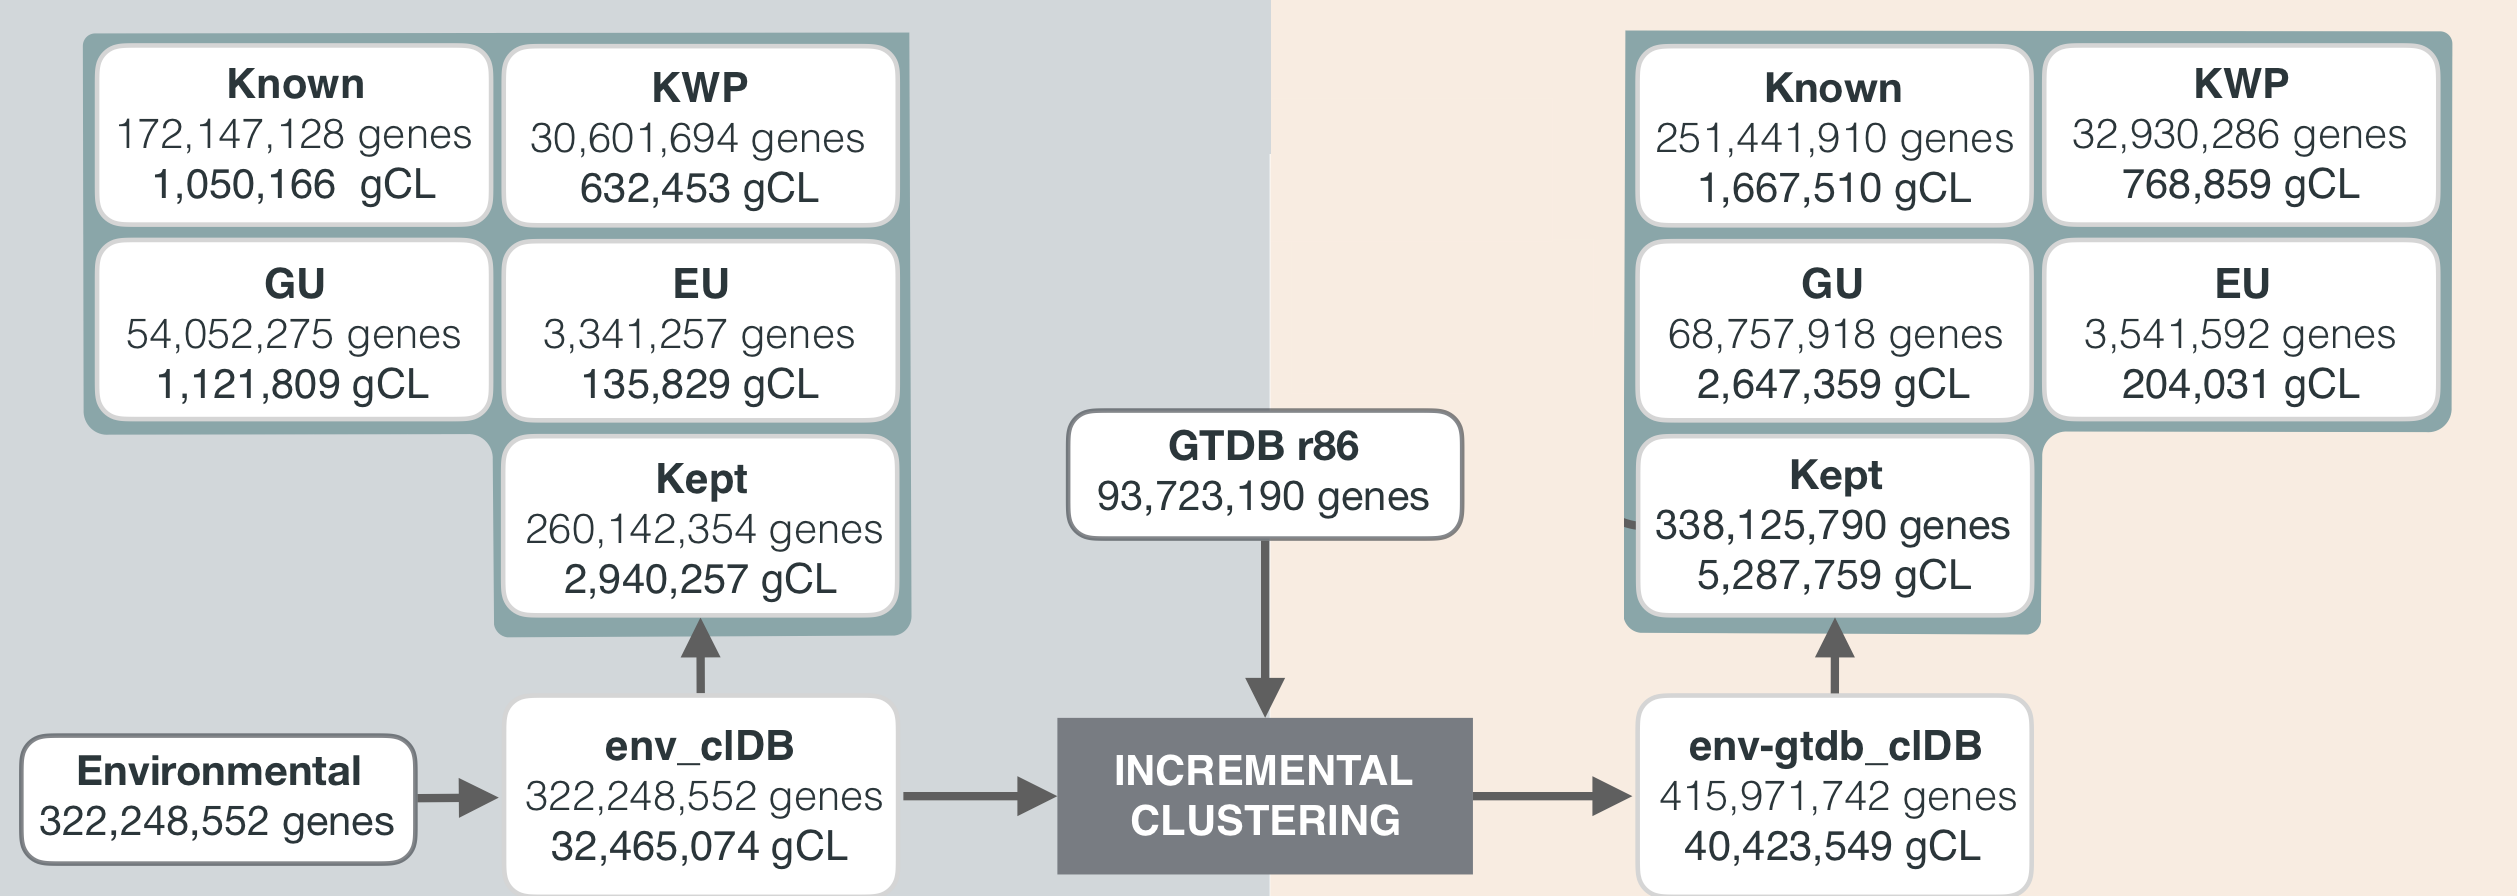 Known
172,147,128 genes
1,050,166 gCL
KWP
30,601,694 genes
632,453 gCL
GU
54,052,275 genes
1,121,809 gCL
EU
3,341,257 genes
135,829 gCL
Kept
260,142,354 genes
2,940,257 gCL
Environmental
322,248,552 genes
env_clDB
322,248,552 genes
32,465,074 gCL
GTDB r86
93,723,190 genes
INCREMENTAL
CLUSTERING
Known
251,441,910 genes
1,667,510 gCL
KWP
32,930,286 genes
768,859 gCL
GU
68,757,918 genes
2,647,359 gCL
EU
3,541,592 genes
204,031 gCL
Kept
338,125,790 genes
5,287,759 gCL
env-gtdb_clDB
415,971,742 genes
40,423,549 gCL